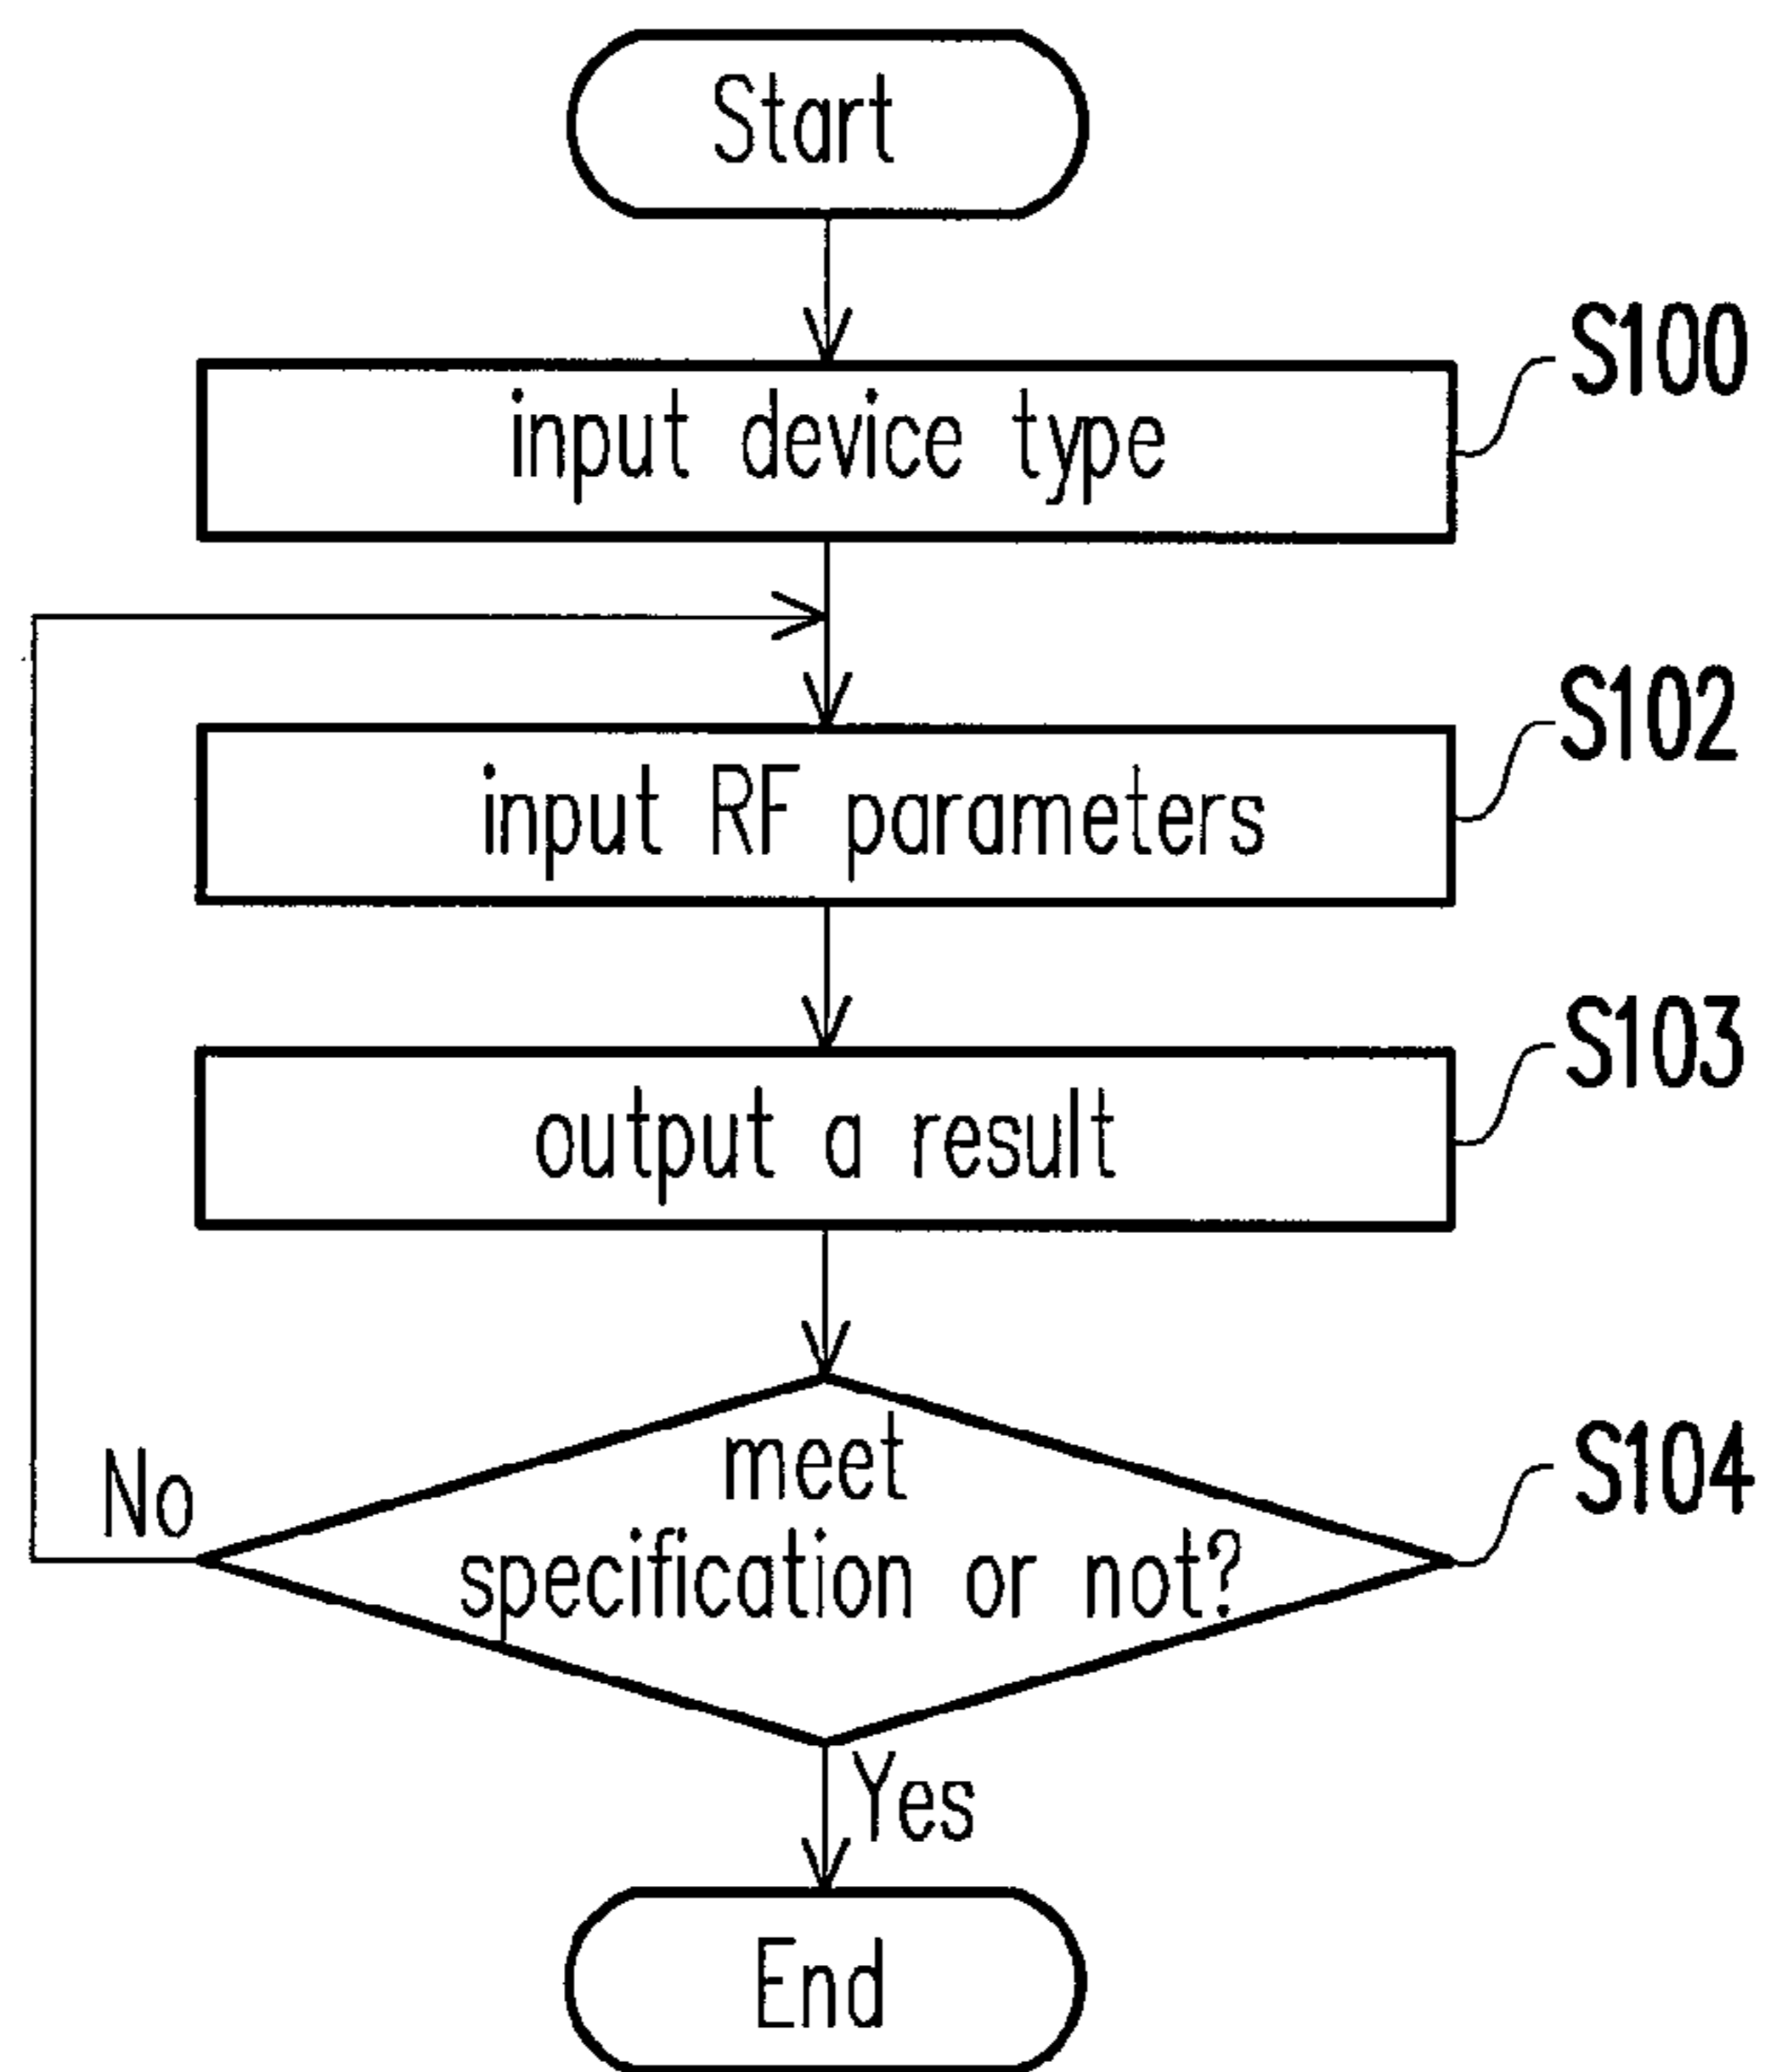 Start
S100
input device type
S102
input RF parameters
S103
output a result
S104
No
meet
specification or not?
Yes
End